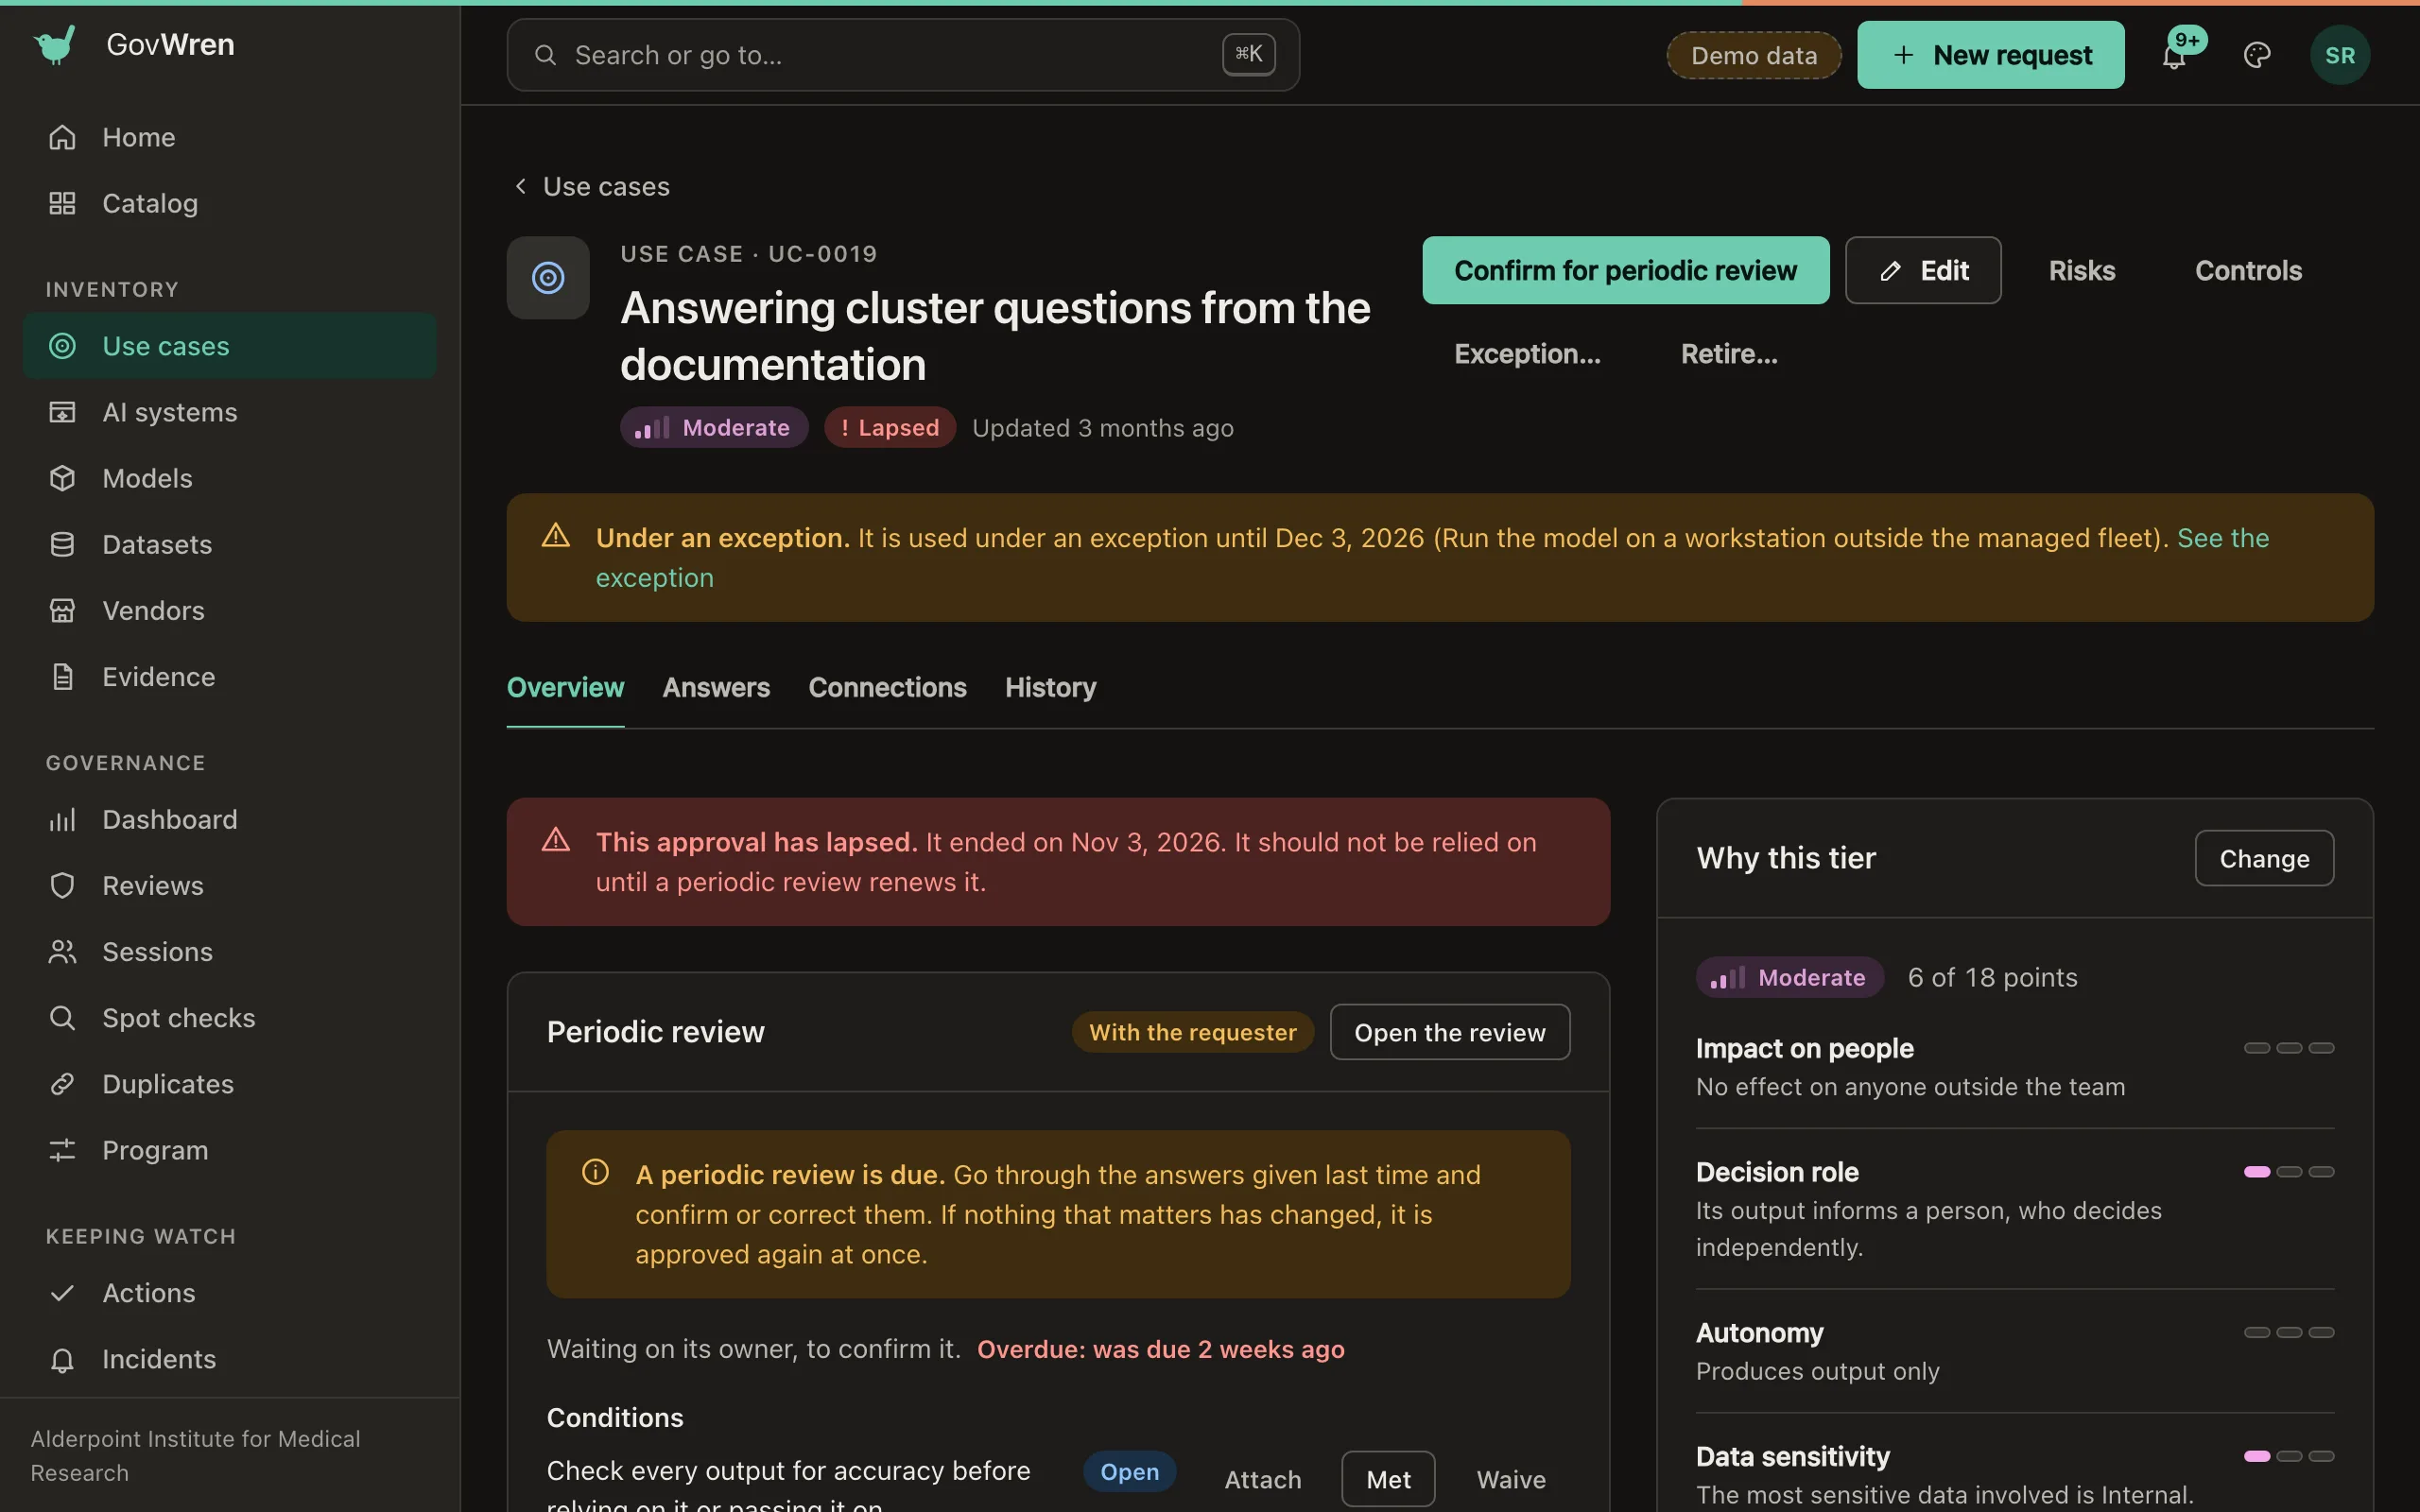 GovWren
Search or go to...
⌘K
Demo data
New request
9+
SR
Home
Catalog
INVENTORY
Use cases
AI systems
Models
Datasets
Vendors
Evidence
GOVERNANCE
Dashboard
Reviews
Sessions
Spot checks
Duplicates
Program
KEEPING WATCH
Actions
Incidents
Alderpoint Institute for Medical
Research
Use cases
USE CASE · UC-0019
Answering cluster questions from the
documentation
Moderate
! Lapsed
Updated 3 months ago
Confirm for periodic review
Edit
Risks
Controls
Exception...
Retire...
Under an exception. It is used under an exception until Dec 3, 2026 (Run the model on a workstation outside the managed fleet). See the
exception
Overview
Answers
Connections
History
This approval has lapsed. It ended on Nov 3, 2026. It should not be relied on
until a periodic review renews it.
Periodic review
With the requester
Open the review
A periodic review is due. Go through the answers given last time and
confirm or correct them. If nothing that matters has changed, it is
approved again at once.
Waiting on its owner, to confirm it. Overdue: was due 2 weeks ago
Conditions
Check every output for accuracy before
relying on it or passing it on
Open
Attach
Met
Waive
Why this tier
Change
Moderate
6 of 18 points
Impact on people
No effect on anyone outside the team
Decision role
Its output informs a person, who decides
independently.
Autonomy
Produces output only
Data sensitivity
The most sensitive data involved is Internal.